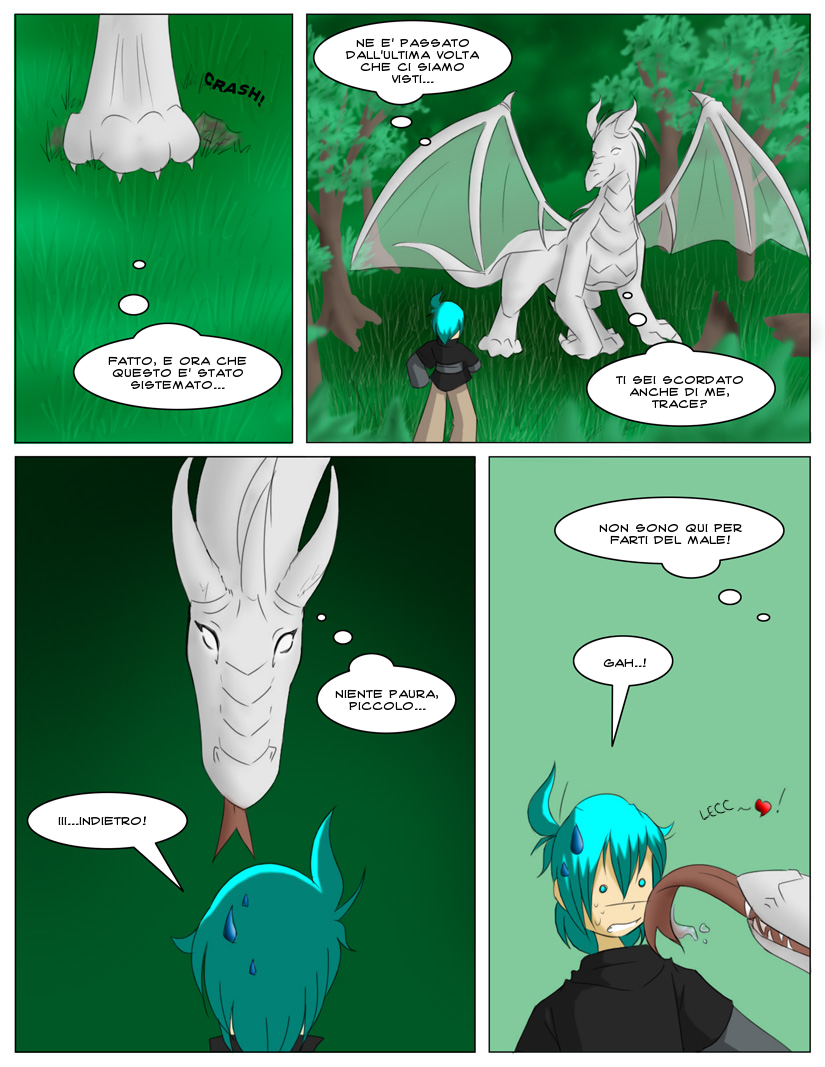 CRASH!
FATTO, E ORA CHE
QUESTO E' STATO
SISTEMATO...
NE E' PASSATO
DALL'ULTIMA VOLTA
CHE CI SIAMO
VISTI...
TI SEI SCORDATO
ANCHE DI ME,
TRACE?
NIENTE PAURA,
PICCOLO...
III...INDIETRO!
NON SONO QUI PER
FARTI DEL MALE!
GAH..!
LECC~♥!